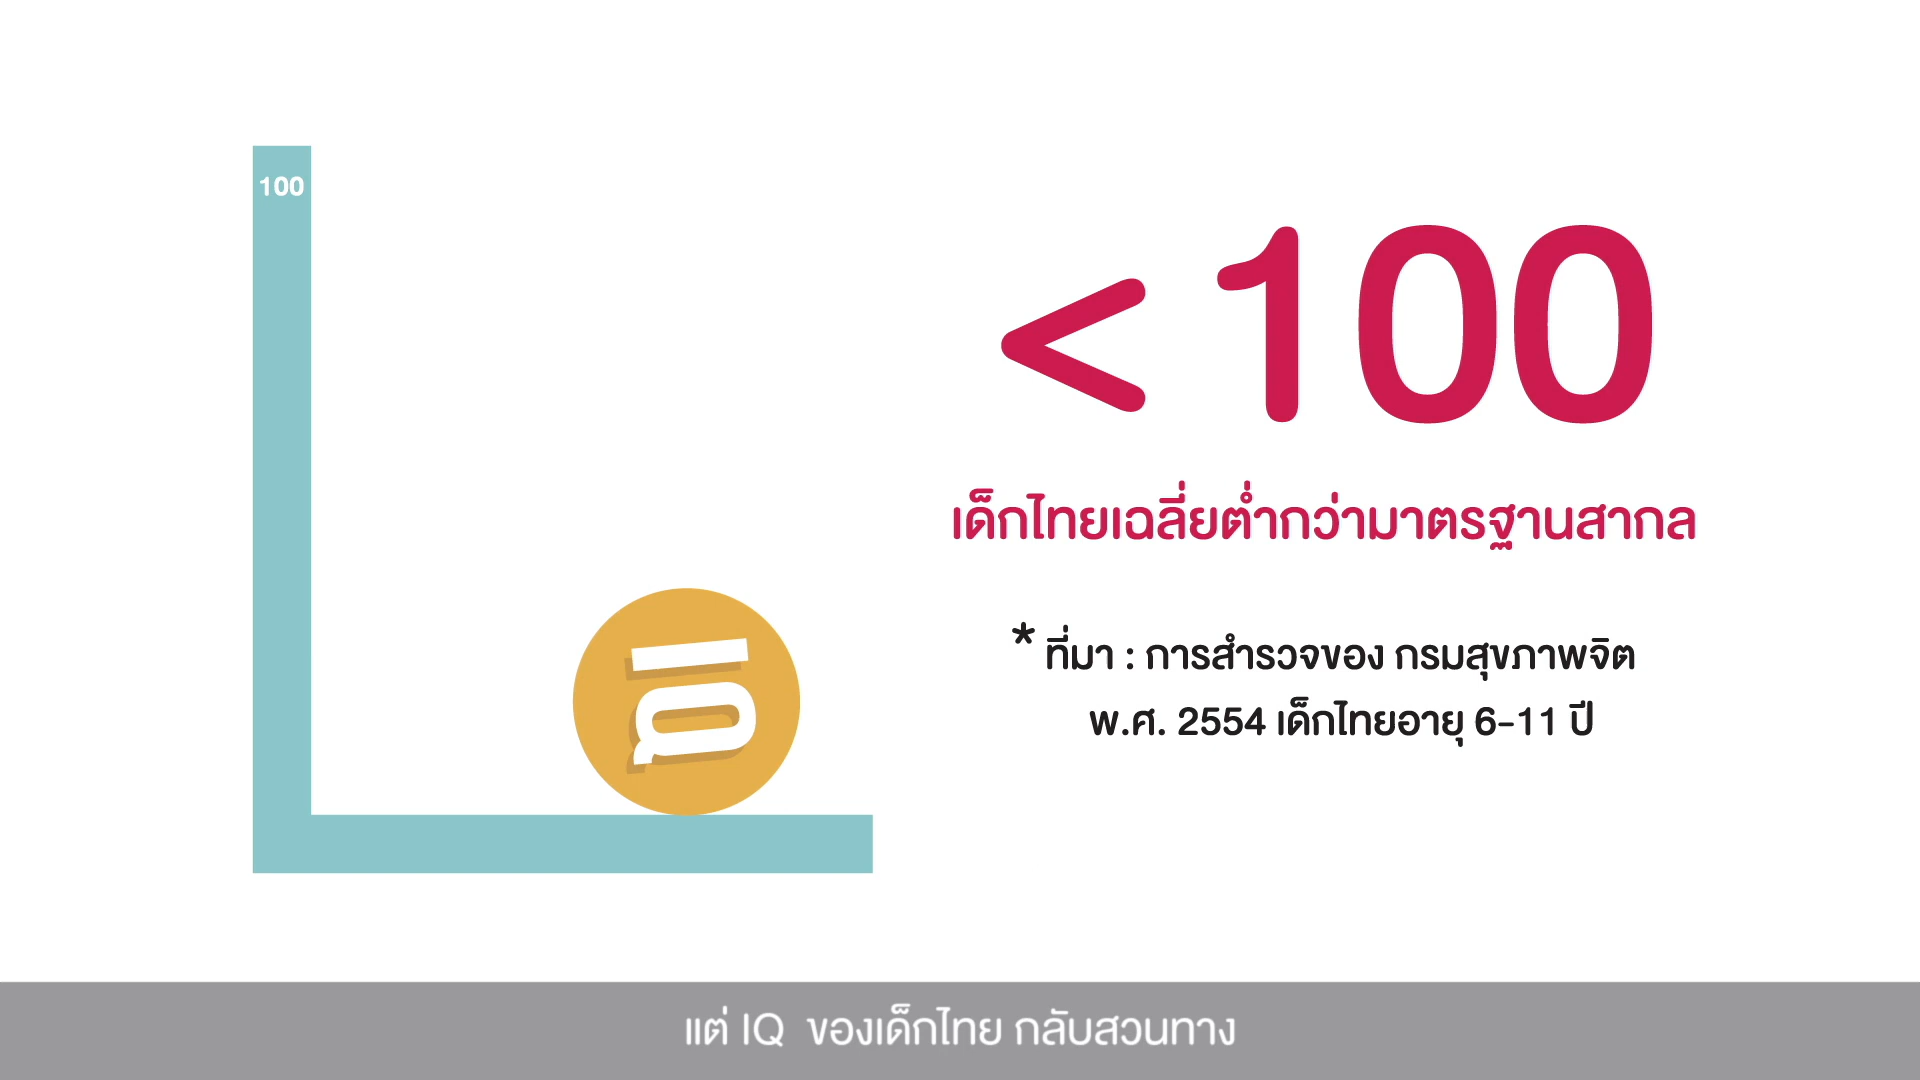 100
< 100
เด็กไทยเฉลี่ยต่ำกว่ามาตรฐานสากล
* ที่มา : การสำรวจของ กรมสุขภาพจิต
พ.ศ. 2554 เด็กไทยอายุ 6-11 ปี
IQ
แต่ IQ ของเด็กไทย กลับสวนทาง